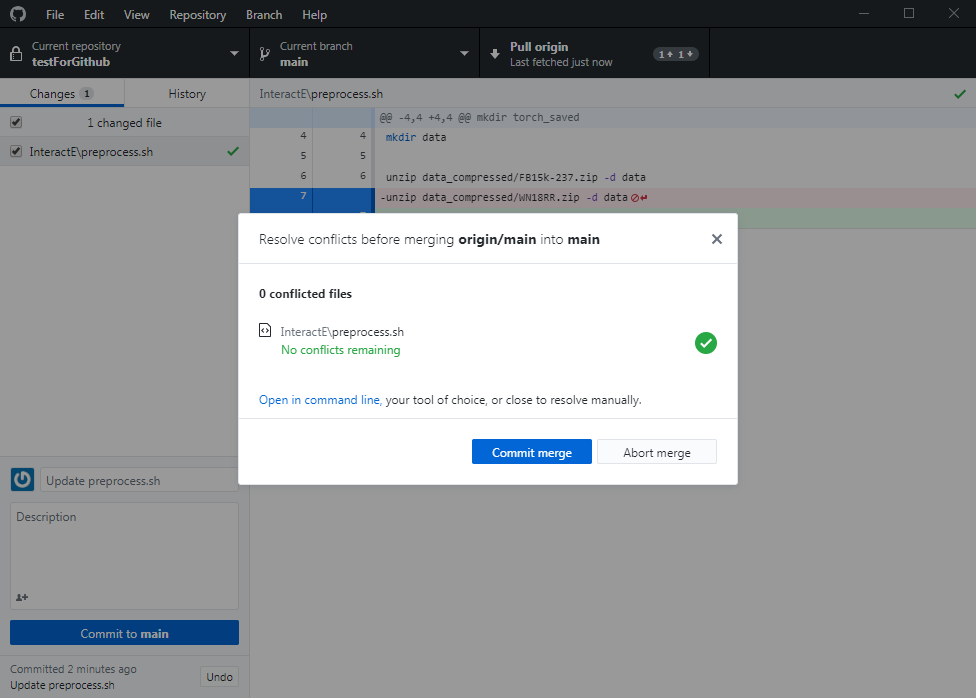 File Edit View Repository Branch Help
Current repository
testForGithub
Current branch
main
Pull origin
Last fetched just now
1 1
Changes 1
History
InteractE\preprocess.sh
1 changed file
InteractE\preprocess.sh
@@ -4,4 +4,4 @@ mkdir torch_saved
4 4 mkdir data
5 5
6 6 unzip data_compressed/FB15k-237.zip -d data
7 -unzip data_compressed/WN18RR.zip -d data
Resolve conflicts before merging origin/main into main
0 conflicted files
InteractE\preprocess.sh
No conflicts remaining
Open in command line, your tool of choice, or close to resolve manually.
Commit merge
Abort merge
Update preprocess.sh
Description
Commit to main
Committed 2 minutes ago
Update preprocess.sh
Undo